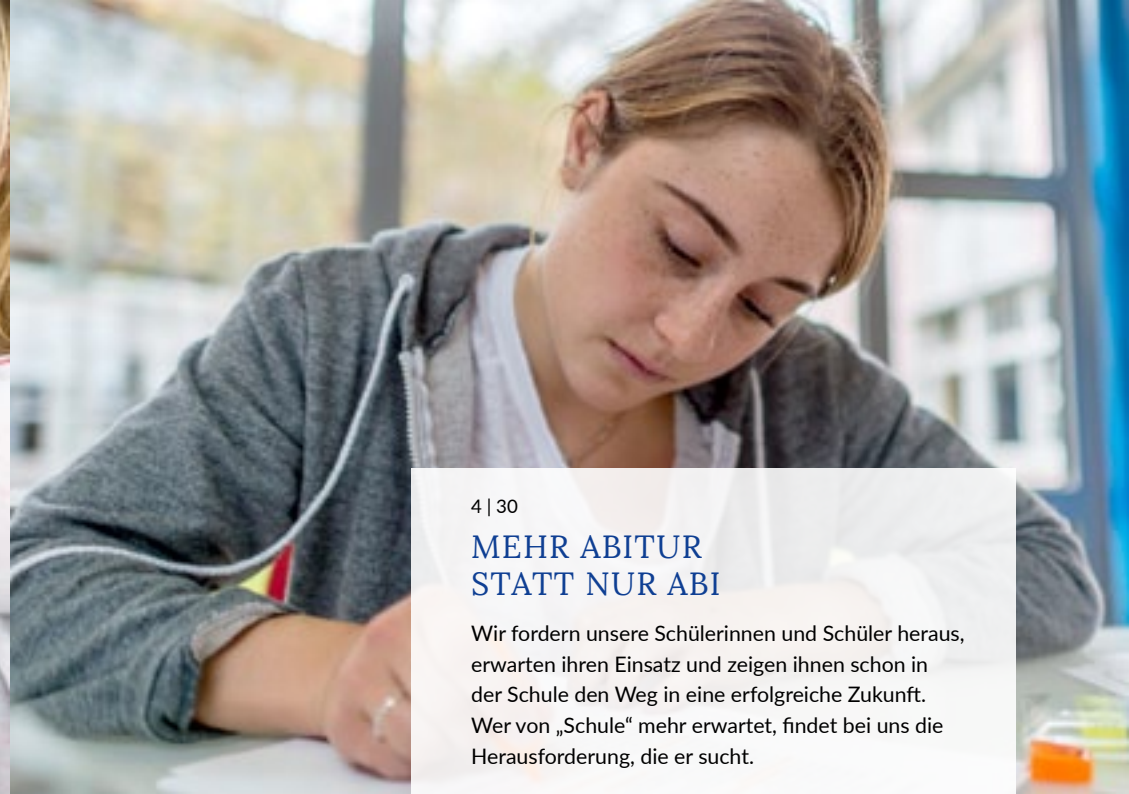 4 | 30
MEHR ABITUR
STATT NUR ABI
Wir fordern unsere Schülerinnen und Schüler heraus,
erwarten ihren Einsatz und zeigen ihnen schon in
der Schule den Weg in eine erfolgreiche Zukunft.
Wer von „Schule“ mehr erwartet, findet bei uns die
Herausforderung, die er sucht.